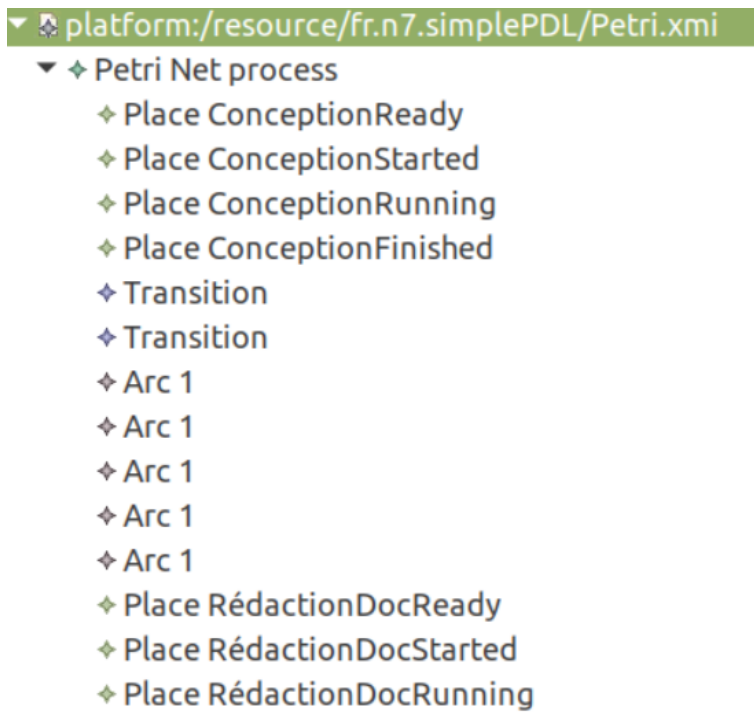 platform:/resource/fr.n7.simplePDL/Petri.xmi
Petri Net process
Place ConceptionReady
Place ConceptionStarted
Place ConceptionRunning
Place ConceptionFinished
Transition
Transition
Arc 1
Arc 1
Arc 1
Arc 1
Arc 1
Place RédactionDocReady
Place RédactionDocStarted
Place RédactionDocRunning